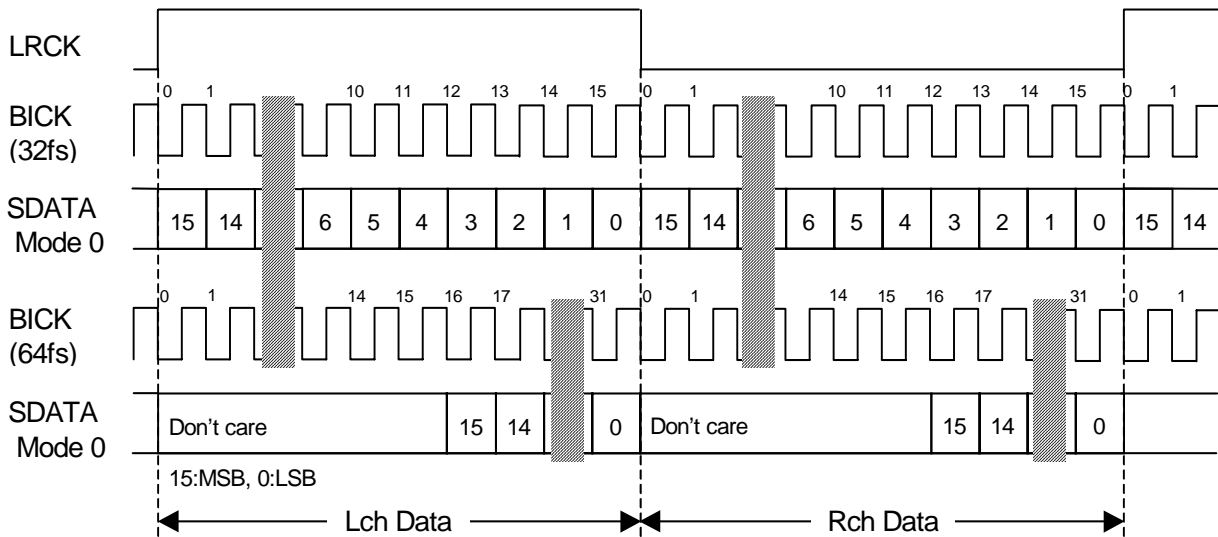 LRCK
0 1 10 11 12 13 14 15 0 1 10 11 12 13 14 15 0 1
BICK
(32fs)
SDATA
Mode 0
15 14 6 5 4 3 2 1 0 15 14 6 5 4 3 2 1 0 15 14
0 1 14 15 16 17 31 0 1 14 15 16 17 31 0 1
BICK
(64fs)
SDATA
Mode 0
Don't care 15 14 0 Don't care 15 14 0
15:MSB, 0:LSB
Lch Data Rch Data